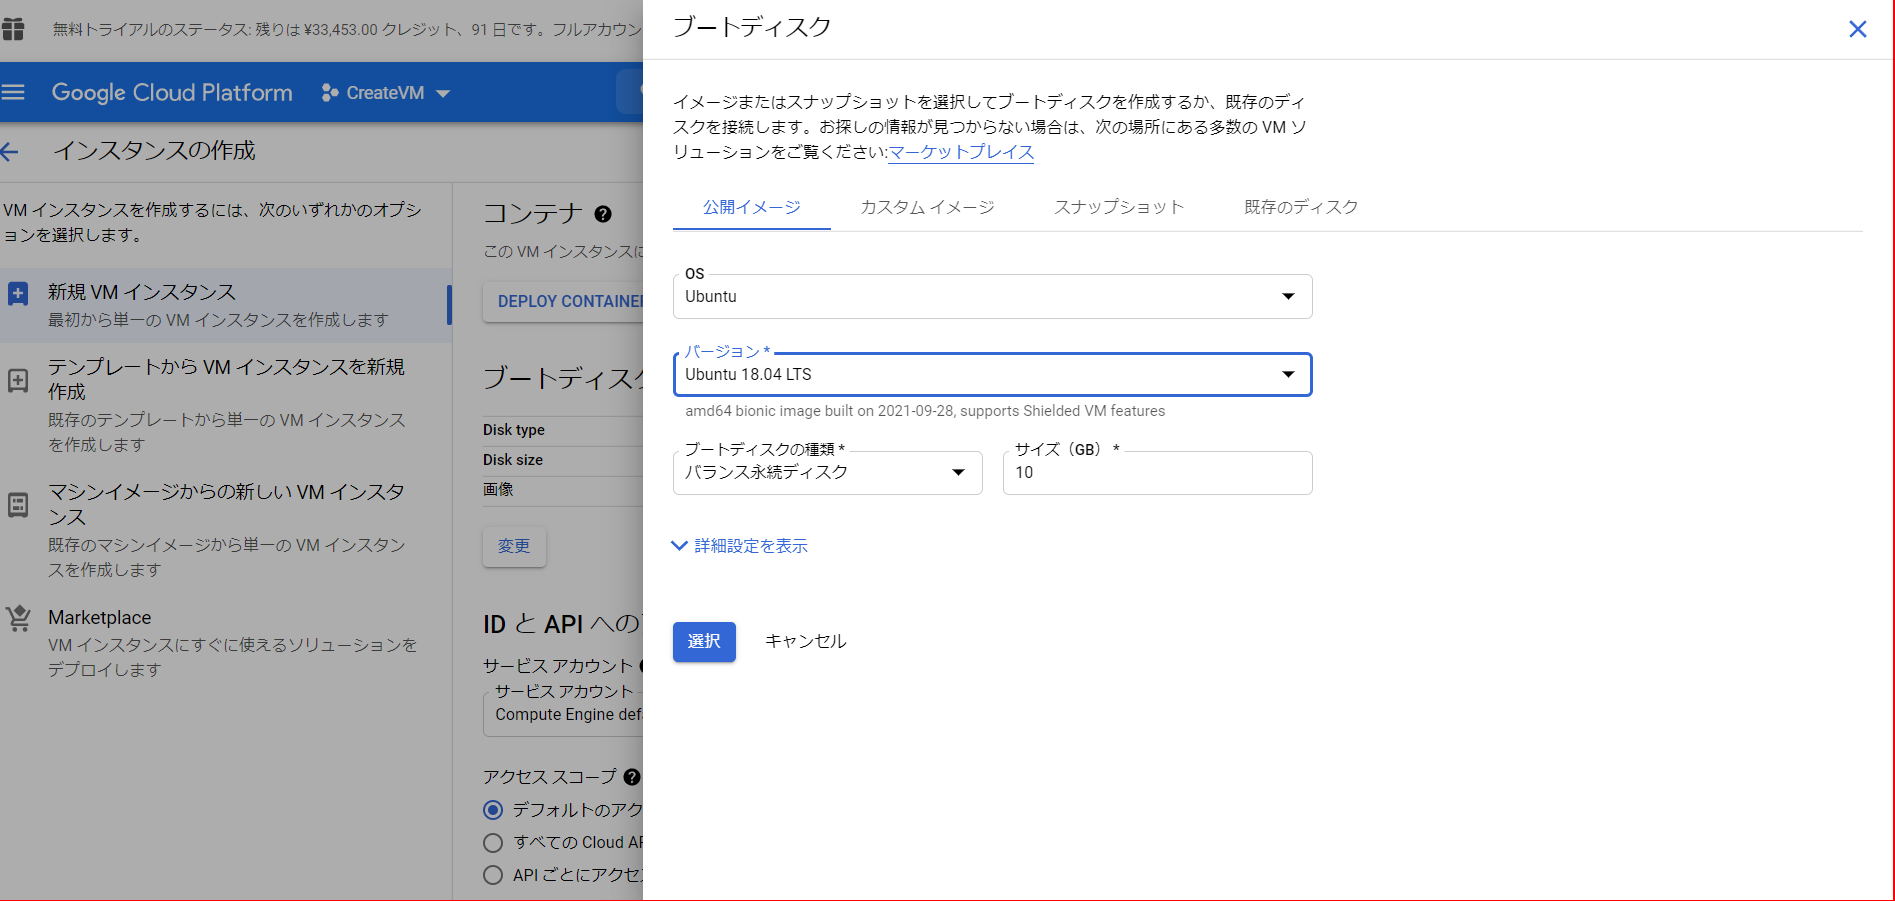 無料トライアルのステータス: 残りは ¥33,453.00 クレジット、91 日です。フルアカウン
Google Cloud Platform
CreateVM
インスタンスの作成
VM インスタンスを作成するには、次のいずれかのオプシ
ョンを選択します。
新規 VM インスタンス
最初から単一の VM インスタンスを作成します
テンプレートから VM インスタンスを新規
作成
既存のテンプレートから単一の VM インスタンス
を作成します
マシンイメージからの新しい VM インスタ
ンス
既存のマシンイメージから単一の VM インスタン
スを作成します
Marketplace
VM インスタンスにすぐに使えるソリューションを
デプロイします
コンテナ
この VM インスタンスに
DEPLOY CONTAINER
ブートディスク
Disk type
Disk size
画像
変更
ID と API への
サービス アカウント
サービス アカウント
Compute Engine def
アクセス スコープ
デフォルトのアク
すべての Cloud AP
API ごとにアクセス
ブートディスク
イメージまたはスナップショットを選択してブートディスクを作成するか、既存のディ
スクを接続します。お探しの情報が見つからない場合は、次の場所にある多数の VM ソ
リューションをご覧ください:マーケットプレイス
公開イメージ
カスタム イメージ
スナップショット
既存のディスク
OS
Ubuntu
バージョン *
Ubuntu 18.04 LTS
amd64 bionic image built on 2021-09-28, supports Shielded VM features
ブートディスクの種類 *
バランス永続ディスク
サイズ（GB） *
10
詳細設定を表示
選択
キャンセル